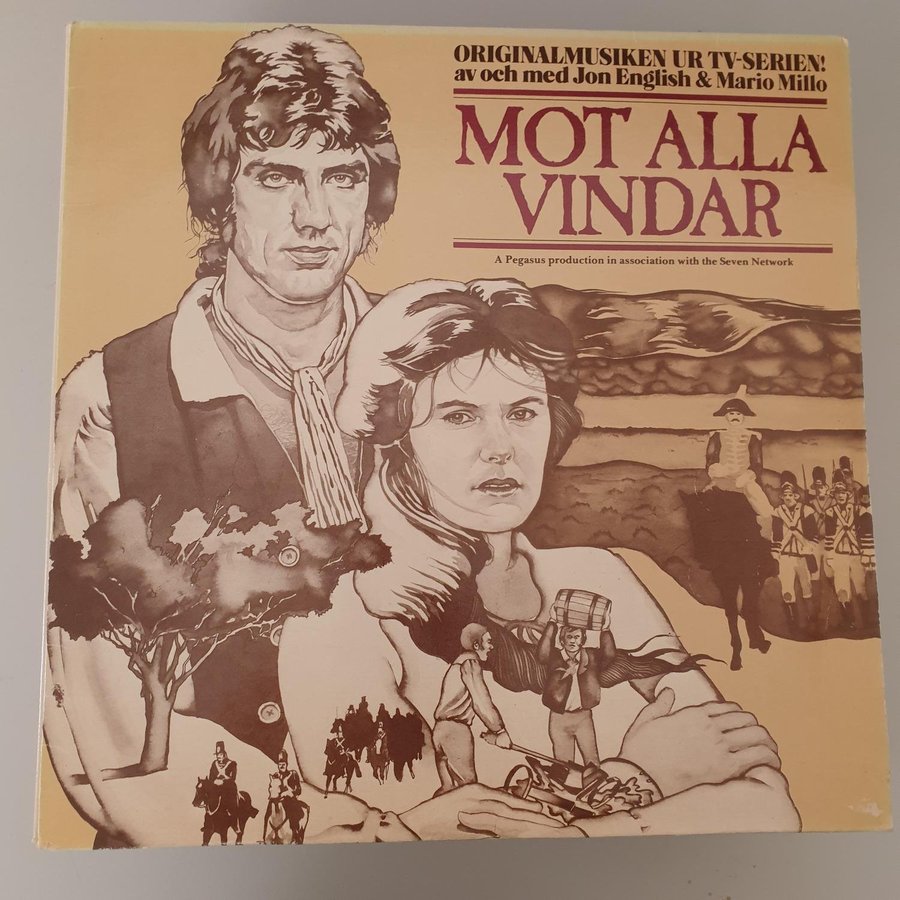 ORIGINALMUSIKEN UR TV-SERIEN!
av och med Jon English & Mario Millo
MOT ALLA
VINDAR
A Pegasus production in association with the Seven Network